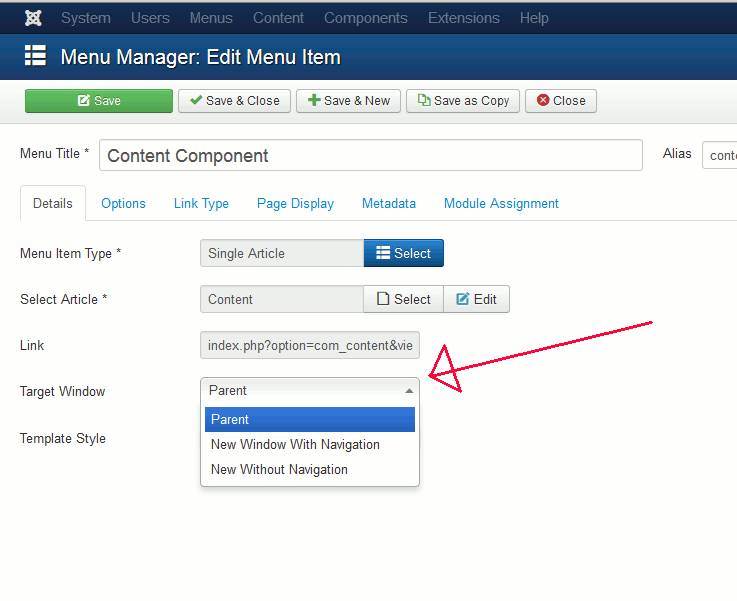 System Users Menus Content Components Extensions Help
Menu Manager: Edit Menu Item
Save Save & Close Save & New Save as Copy Close
Menu Title * Content Component Alias conte
Details Options Link Type Page Display Metadata Module Assignment
Menu Item Type * Single Article Select
Select Article * Content Select Edit
Link index.php?option=com_content&vie
Target Window Parent
Parent
New Window With Navigation
Template Style
New Without Navigation